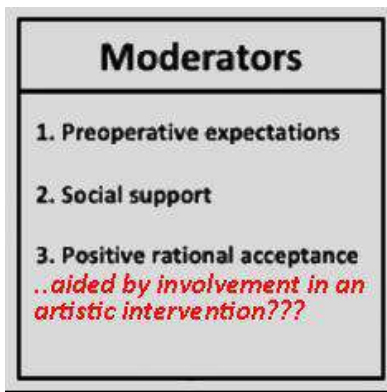 Moderators
1. Preoperative expectations
2. Social support
3. Positive rational acceptance
..aided by involvement in an
artistic intervention???